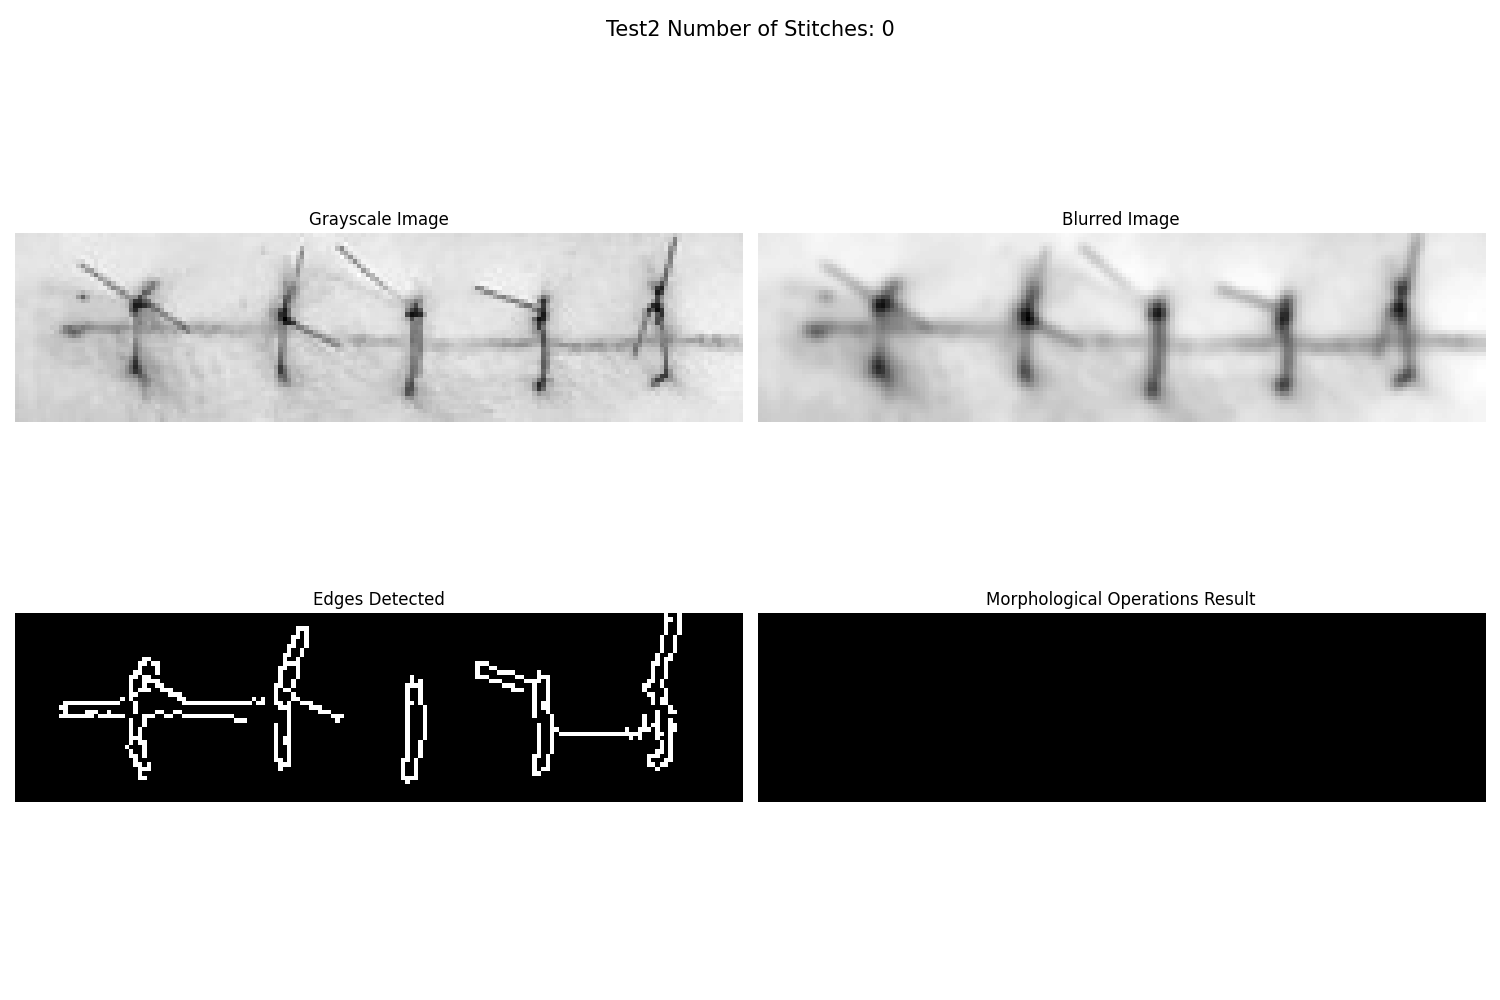 Test2 Number of Stitches: 0
Grayscale Image
Blurred Image
Edges Detected
Morphological Operations Result